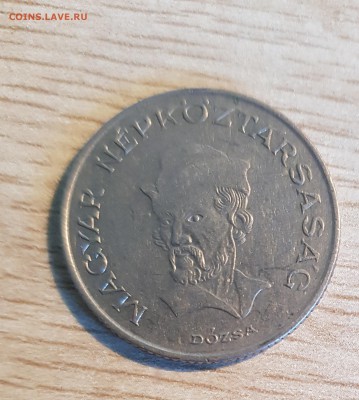 COINS.LAVE.RU
MAGYAR NÉPKÖZTÁRSASÁG
DÓZSA